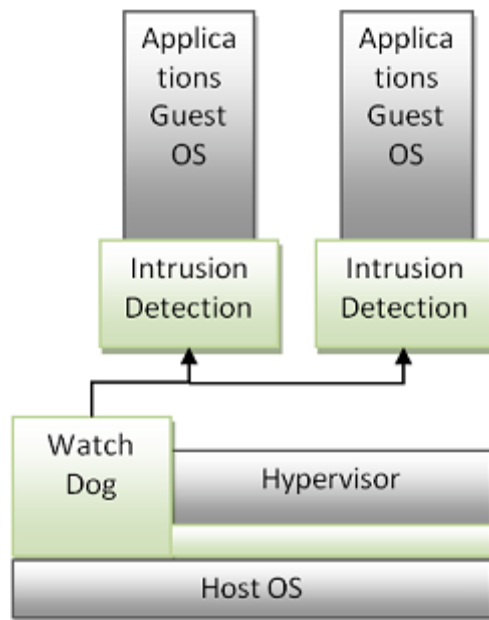 Applica
tions
Guest
OS
Applica
tions
Guest
OS
Intrusion
Detection
Intrusion
Detection
Watch
Dog
Hypervisor
Host OS